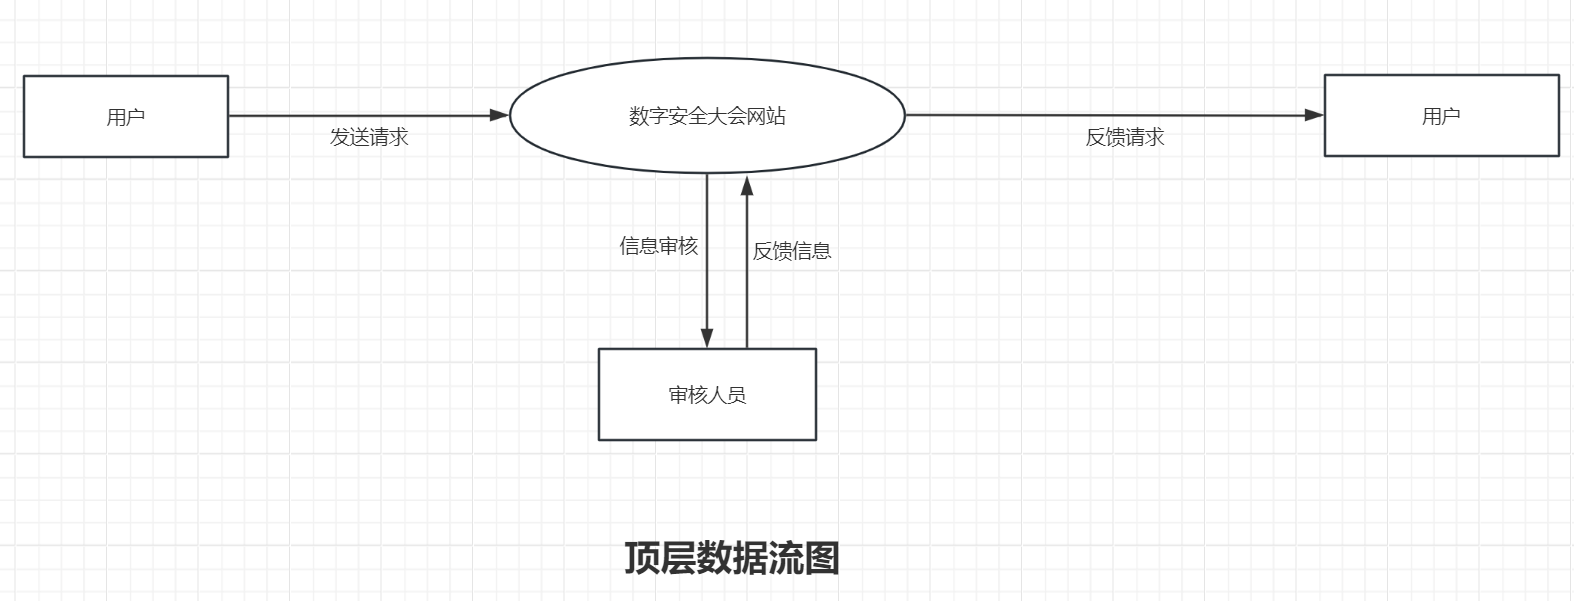 用户
数字安全大会网站
用户
发送请求
反馈请求
信息审核
反馈信息
审核人员
顶层数据流图